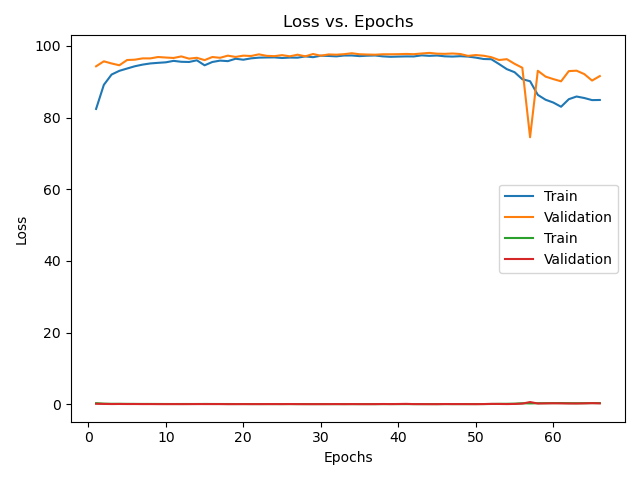 Loss vs. Epochs
100
80
60
40
20
0
Loss
Train
Validation
Train
Validation
0 10 20 30 40 50 60
Epochs